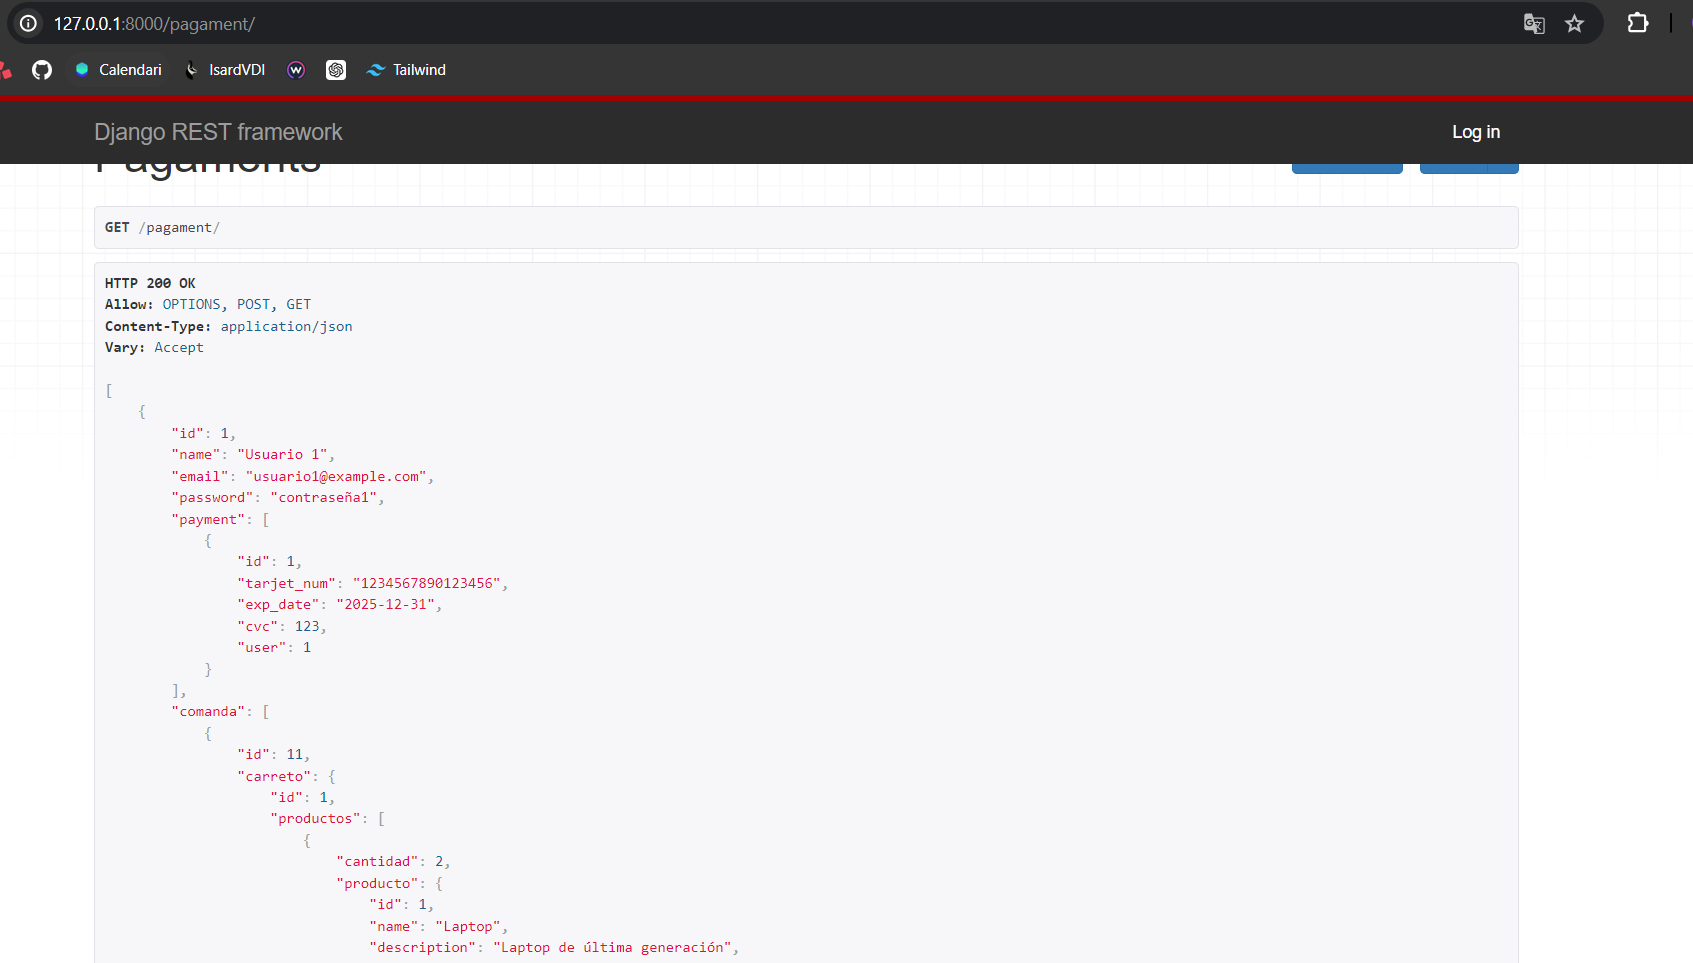 127.0.0.1:8000/pagament/
Calendari
IsardVDI
Tailwind
Django REST framework
Log in
Pagaments
GET /pagament/
HTTP 200 OK
Allow: OPTIONS, POST, GET
Content-Type: application/json
Vary: Accept
[
{
"id": 1,
"name": "Usuario 1",
"email": "usuario1@example.com",
"password": "contraseña1",
"payment": [
{
"id": 1,
"tarjet_num": "1234567890123456",
"exp_date": "2025-12-31",
"cvc": 123,
"user": 1
}
],
"comanda": [
{
"id": 11,
"carreto": {
"id": 1,
"productos": [
{
"cantidad": 2,
"producto": {
"id": 1,
"name": "Laptop",
"description": "Laptop de última generación",